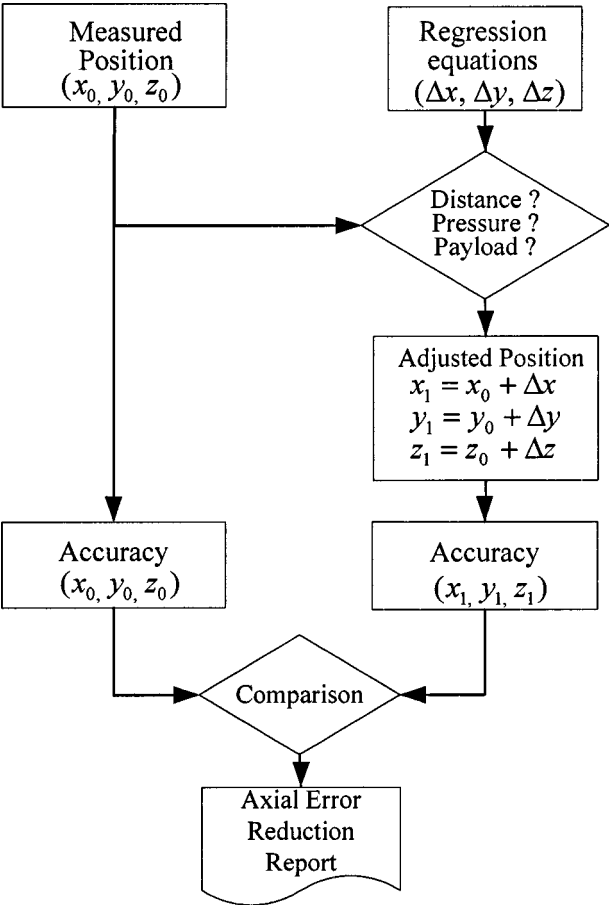 Measured
Position
(x₀, y₀, z₀)
Regression
equations
(Δx, Δy, Δz)
Distance ?
Pressure ?
Payload ?
Adjusted Position
x₁ = x₀ + Δx
y₁ = y₀ + Δy
z₁ = z₀ + Δz
Accuracy
(x₀, y₀, z₀)
Accuracy
(x₁, y₁, z₁)
Comparison
Axial Error
Reduction
Report